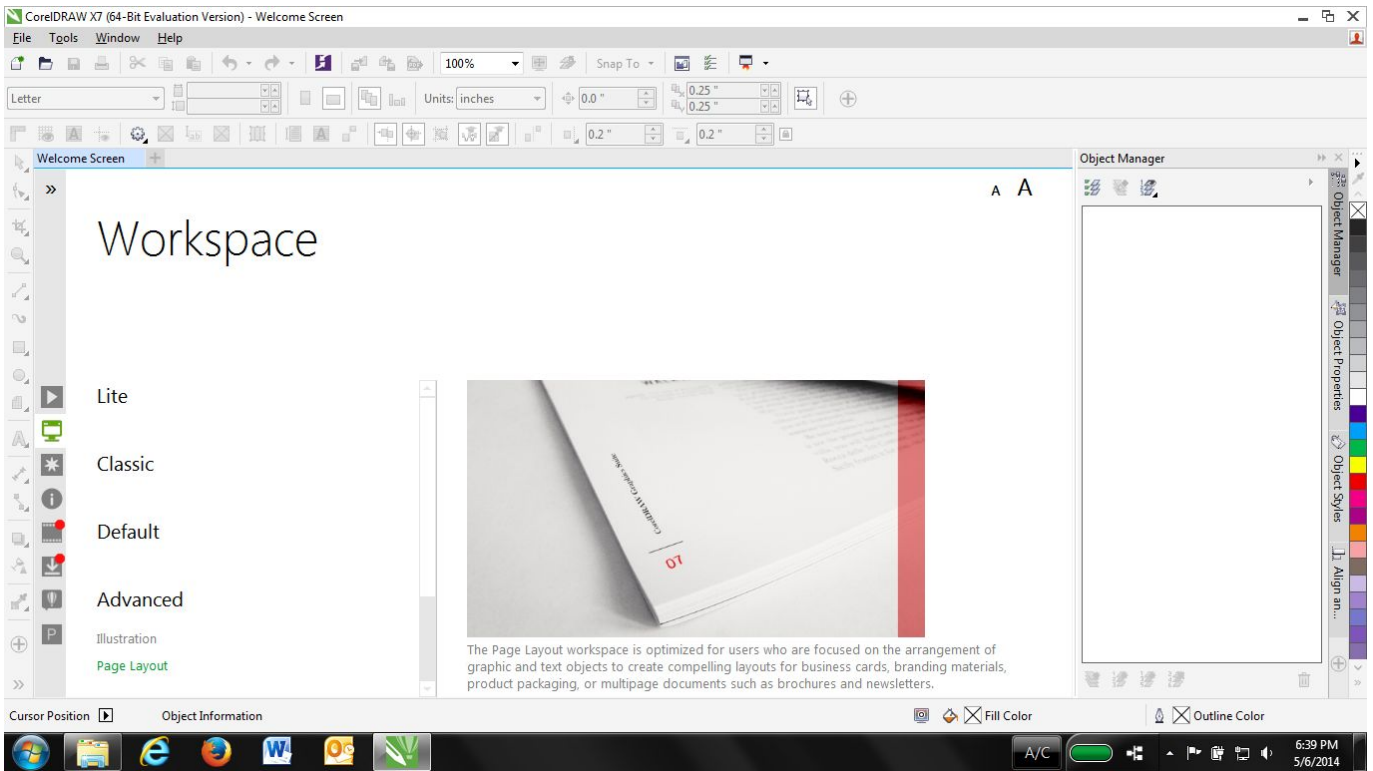 CorelDRAW X7 (64-Bit Evaluation Version) - Welcome Screen
File Tools Window Help
100% Snap To
Letter Units: inches 0.0 " 0.25 "
0.25 "
0.2 " 0.2 "
Welcome Screen
Object Manager
A A
Workspace
Lite
Classic
Default
Advanced
Illustration
Page Layout
CorelDRAW Graphics Suite
07
The Page Layout workspace is optimized for users who are focused on the arrangement of
graphic and text objects to create compelling layouts for business cards, branding materials,
product packaging, or multipage documents such as brochures and newsletters.
Object Manager
Object Properties
Object Styles
Align an...
Cursor Position Object Information Fill Color Outline Color
A/C
6:39 PM
5/6/2014